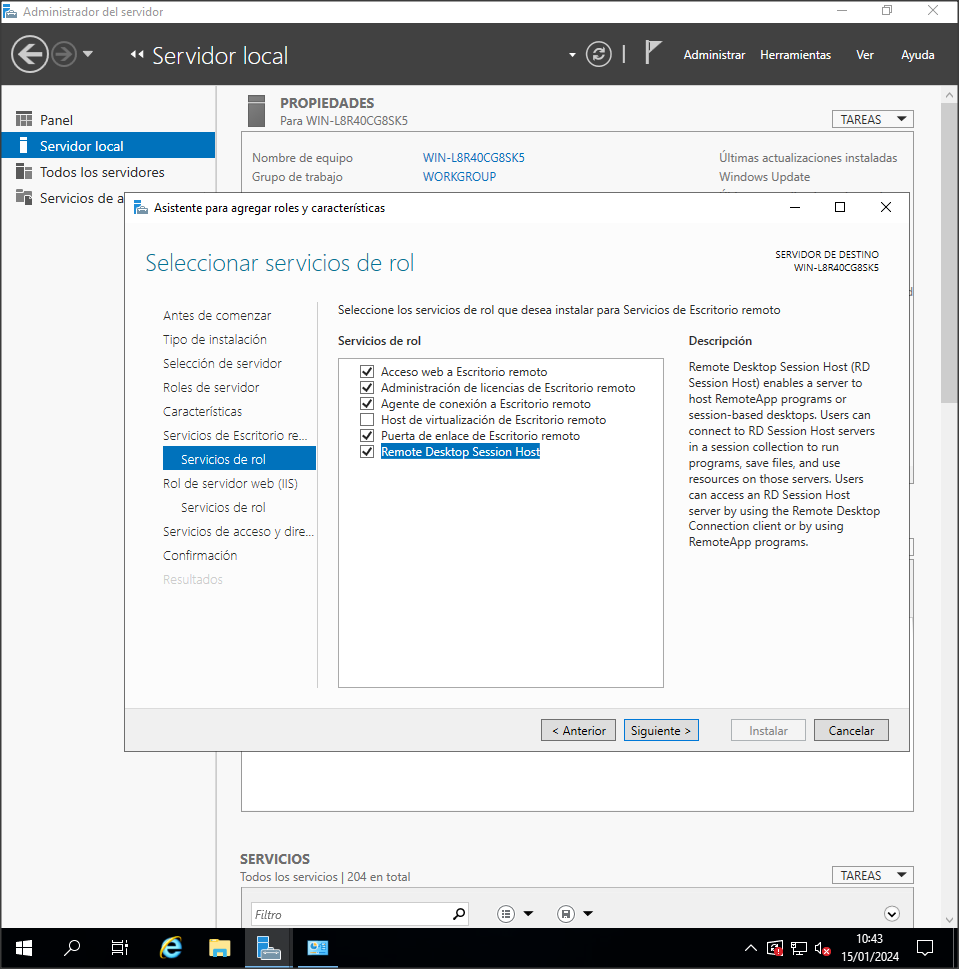 Administrador del servidor
Servidor local
Administrar Herramientas Ver Ayuda
Panel
Servidor local
Todos los servidores
Servicios de a
PROPIEDADES
Para WIN-L8R40CG8SK5
TAREAS
Nombre de equipo WIN-L8R40CG8SK5 Últimas actualizaciones instaladas
Grupo de trabajo WORKGROUP Windows Update
Asistente para agregar roles y características
Seleccionar servicios de rol
SERVIDOR DE DESTINO
WIN-L8R40CG8SK5
Antes de comenzar
Tipo de instalación
Selección de servidor
Roles de servidor
Características
Servicios de Escritorio re...
Servicios de rol
Rol de servidor web (IIS)
Servicios de rol
Servicios de acceso y dire...
Confirmación
Resultados
Seleccione los servicios de rol que desea instalar para Servicios de Escritorio remoto
Servicios de rol
Acceso web a Escritorio remoto
Administración de licencias de Escritorio remoto
Agente de conexión a Escritorio remoto
Host de virtualización de Escritorio remoto
Puerta de enlace de Escritorio remoto
Remote Desktop Session Host
Descripción
Remote Desktop Session Host (RD
Session Host) enables a server to
host RemoteApp programs or
session-based desktops. Users can
connect to RD Session Host servers
in a session collection to run
programs, save files, and use
resources on those servers. Users
can access an RD Session Host
server by using the Remote Desktop
Connection client or by using
RemoteApp programs.
< Anterior Siguiente > Instalar Cancelar
SERVICIOS
Todos los servicios | 204 en total
TAREAS
Filtro
10:43
15/01/2024